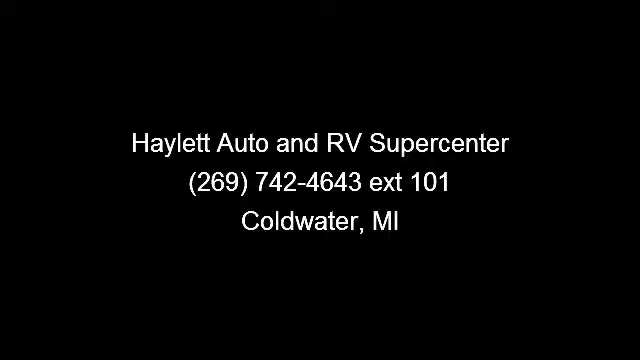 Haylett Auto and RV Supercenter
(269) 742-4643 ext 101
Coldwater, MI